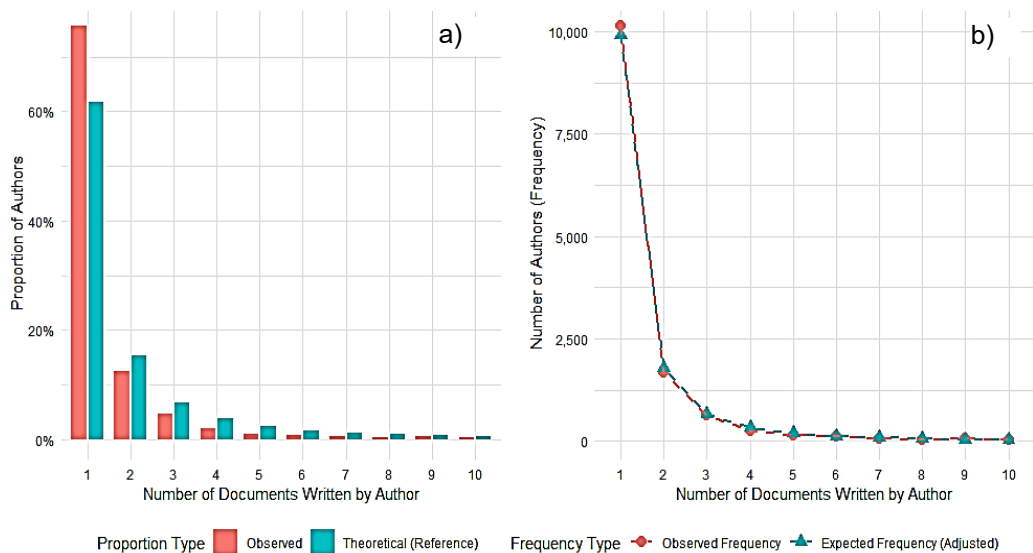 a)
Proportion of Authors
60%
40%
20%
0%
1 2 3 4 5 6 7 8 9 10
Number of Documents Written by Author
Proportion Type Observed Theoretical (Reference)
b)
Number of Authors (Frequency)
10,000
7,500
5,000
2,500
0
1 2 3 4 5 6 7 8 9 10
Number of Documents Written by Author
Frequency Type Observed Frequency Expected Frequency (Adjusted)